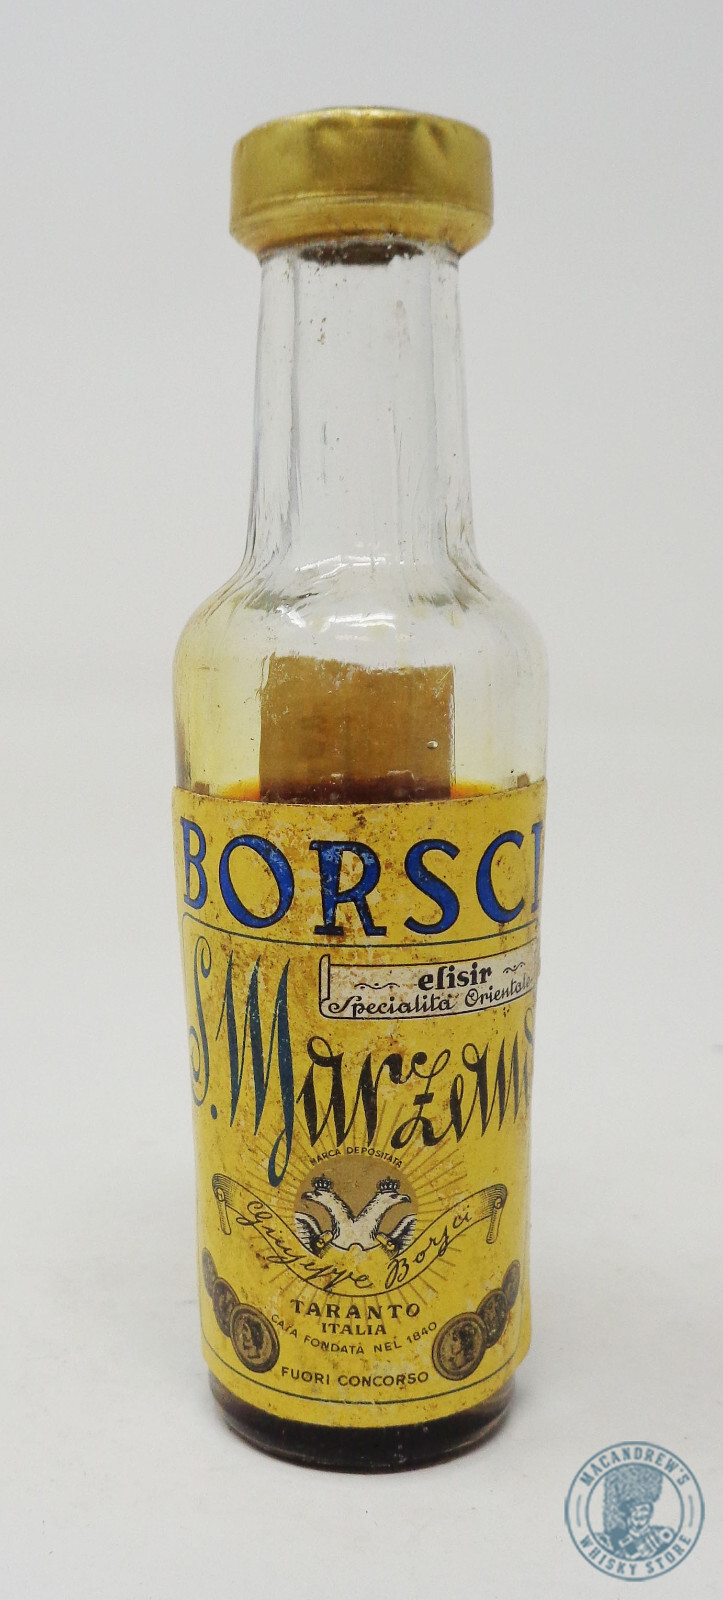 BORSCI
elisir
Specialità Orientale
S. Marzano
MARCA DEPOSITATA
Giuseppe Borsci
TARANTO
ITALIA
CASA FONDATA NEL 1840
FUORI CONCORSO
MACANDREW'S
WHISKY STORE